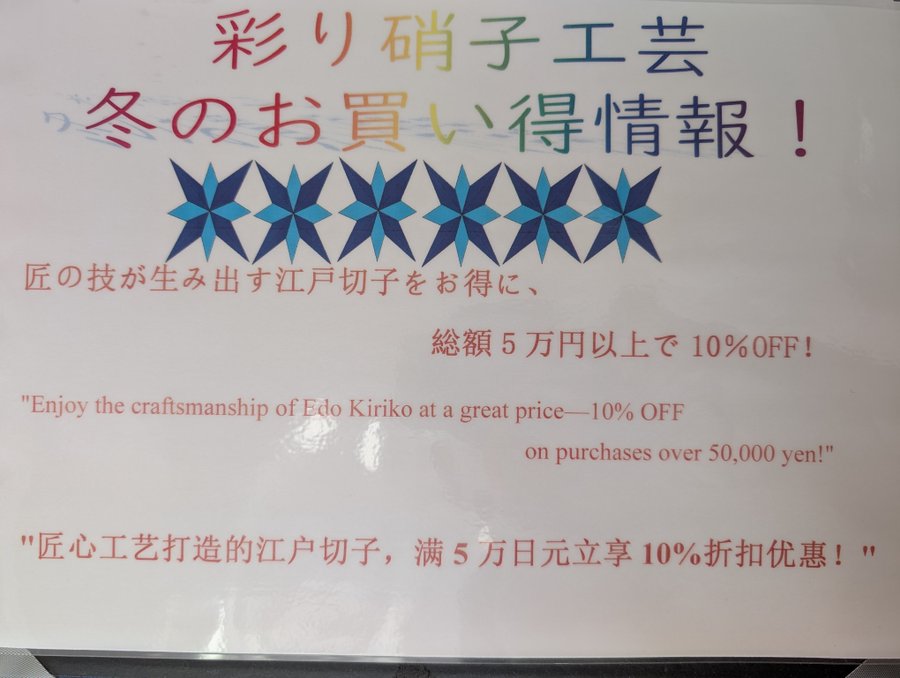 彩り硝子工芸
冬のお買い得情報！
匠の技が生み出す江戸切子をお得に、
総額５万円以上で 10％OFF！
"Enjoy the craftsmanship of Edo Kiriko at a great price—10% OFF
on purchases over 50,000 yen!"
"匠心工艺打造的江户切子，满 5 万日元立享 10%折扣优惠！"